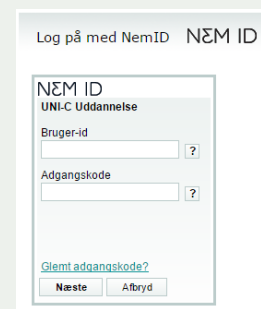 Log på med NemID NEM ID
NEM ID
UNI-C Uddannelse
Bruger-id
?
Adgangskode
?
Glemt adgangskode?
Næste Afbryd